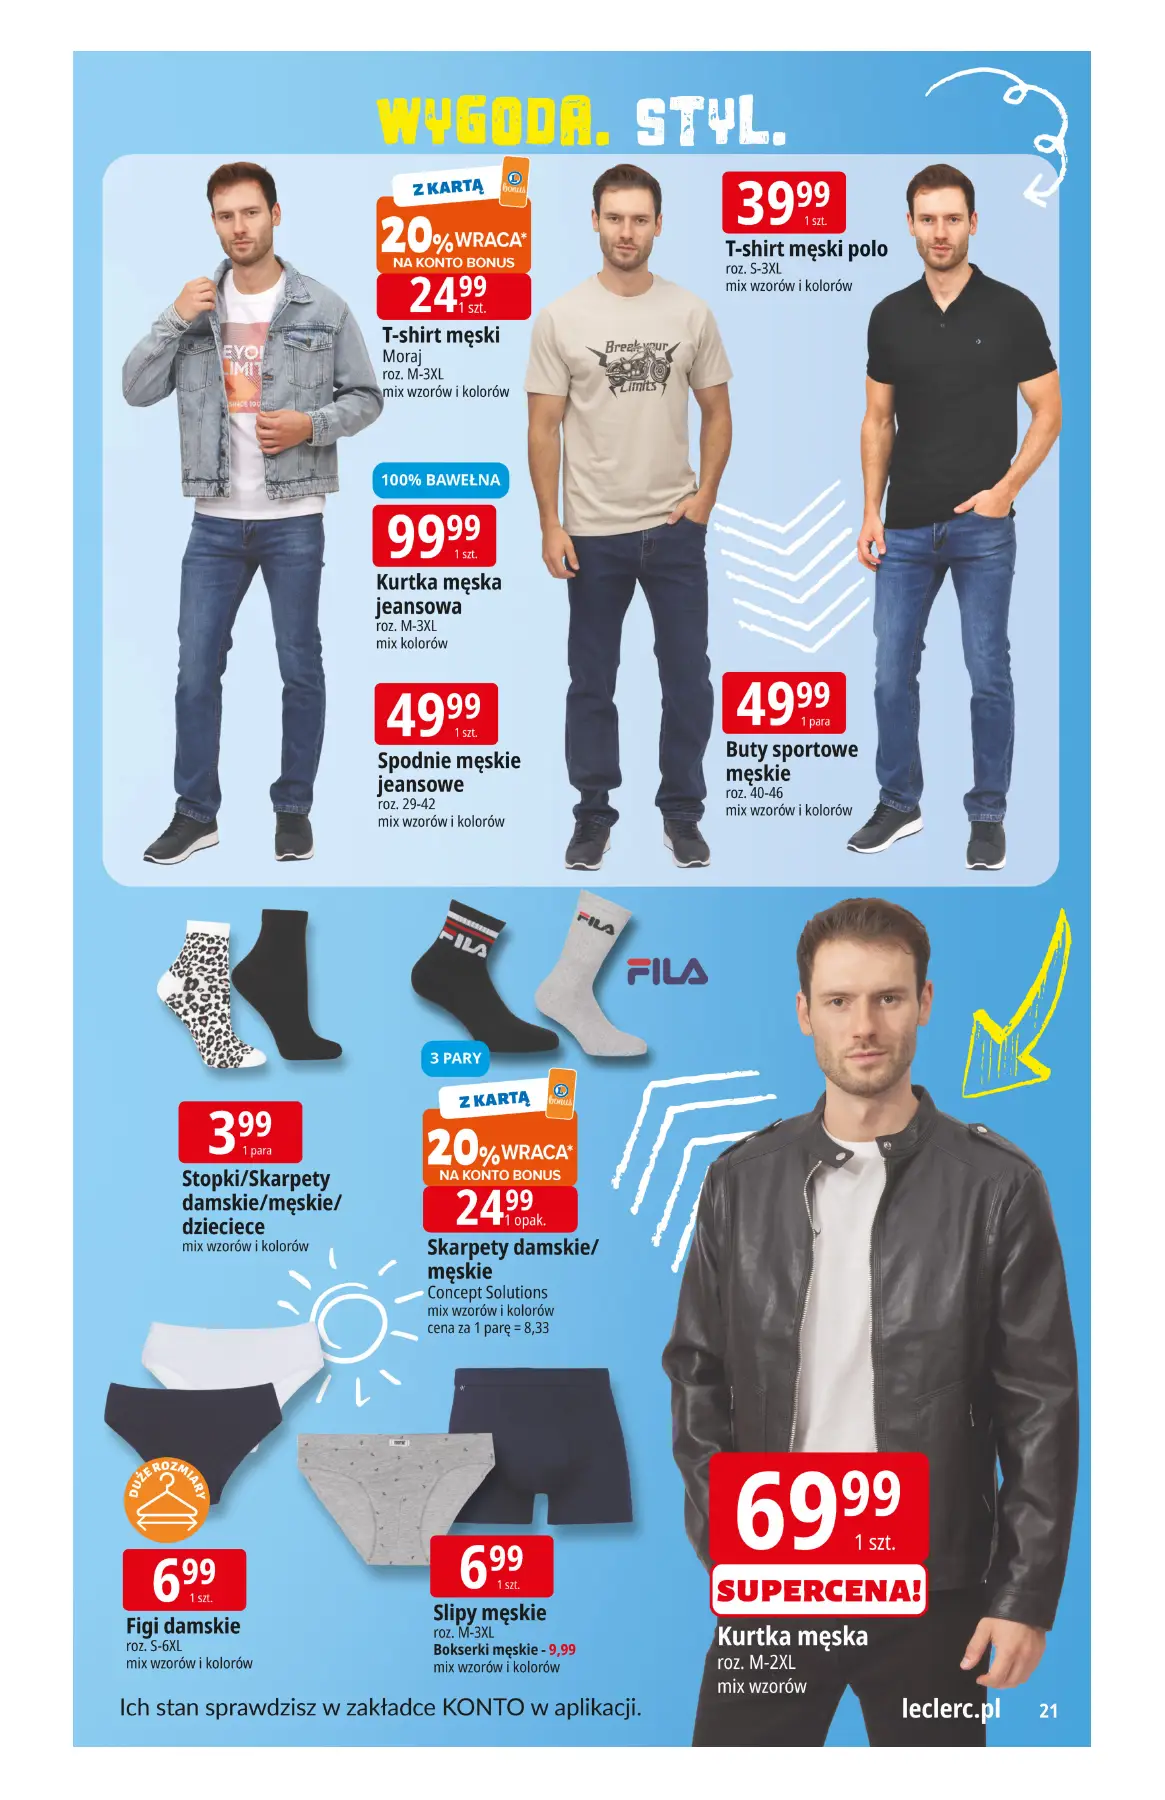 WYGODA. STYL.
Z KARTĄ
bonus
20% WRACA*
NA KONTO BONUS
24 99
1 szt.
T-shirt męski
Moraj
roz. M-3XL
mix wzorów i kolorów
39 99
1 szt.
T-shirt męski polo
roz. S-3XL
mix wzorów i kolorów
Break your
Limits
100% BAWEŁNA
99 99
1 szt.
Kurtka męska
jeansowa
roz. M-3XL
mix kolorów
49 99
1 szt.
Spodnie męskie
jeansowe
roz. 29-42
mix wzorów i kolorów
49 99
1 para
Buty sportowe
męskie
roz. 40-46
mix wzorów i kolorów
FILA
FILA
FILA
3 PARY
3 99
1 para
Stopki/Skarpety
damskie/męskie/
dziecięce
mix wzorów i kolorów
Z KARTĄ
bonus
20% WRACA*
NA KONTO BONUS
24 99
1 opak.
Skarpety damskie/
męskie
Concept Solutions
mix wzorów i kolorów
cena za 1 parę = 8,33
DUŻE ROZMIARY
6 99
1 szt.
Figi damskie
roz. S-6XL
mix wzorów i kolorów
6 99
1 szt.
Slipy męskie
roz. M-3XL
Bokserki męskie - 9,99
mix wzorów i kolorów
69 99
1 szt.
SUPERCENA!
Kurtka męska
roz. M-2XL
mix wzorów
Ich stan sprawdzisz w zakładce KONTO w aplikacji.
leclerc.pl 21